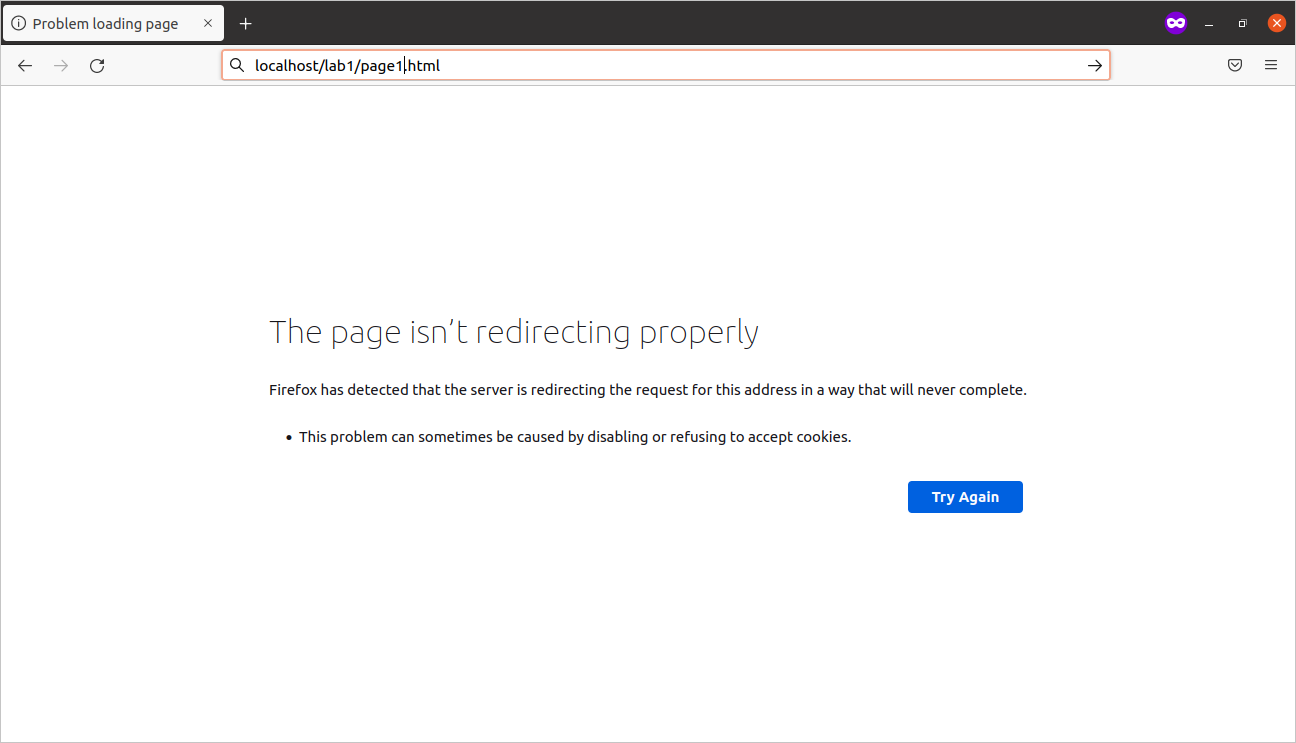 Problem loading page
localhost/lab1/page1.html
The page isn’t redirecting properly
Firefox has detected that the server is redirecting the request for this address in a way that will never complete.
• This problem can sometimes be caused by disabling or refusing to accept cookies.
Try Again